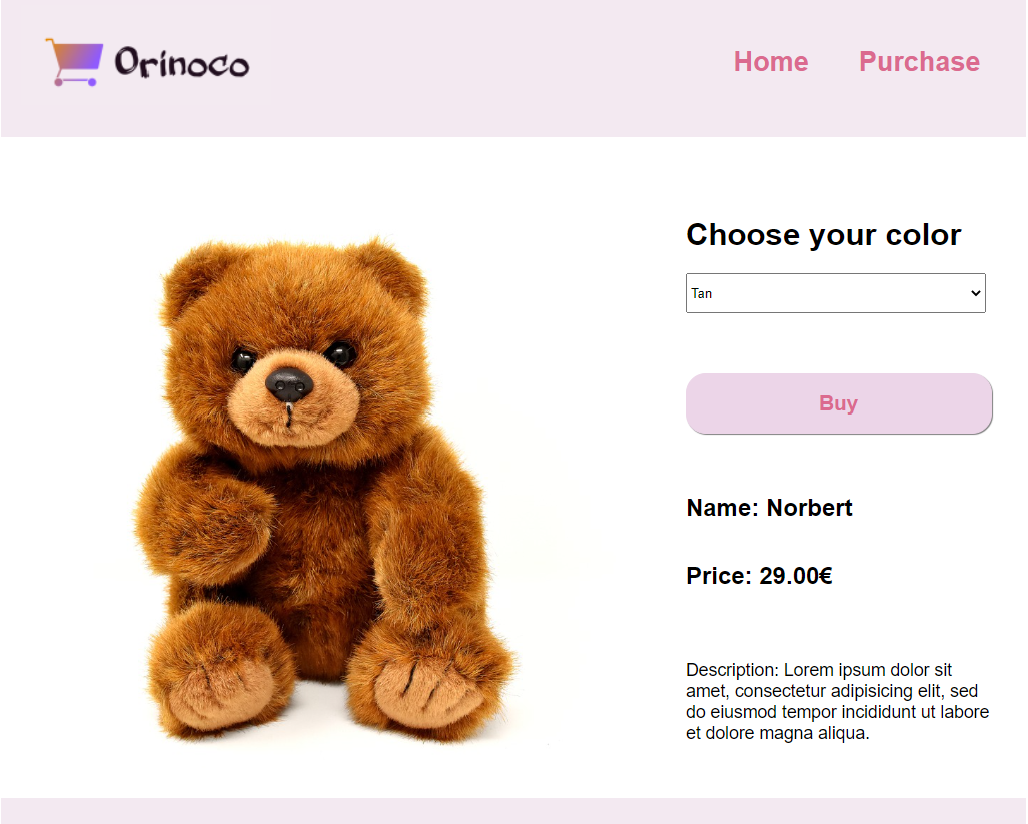 Orinoco
Home
Purchase
Choose your color
Tan
Buy
Name: Norbert
Price: 29.00€
Description: Lorem ipsum dolor sit
amet, consectetur adipisicing elit, sed
do eiusmod tempor incididunt ut labore
et dolore magna aliqua.